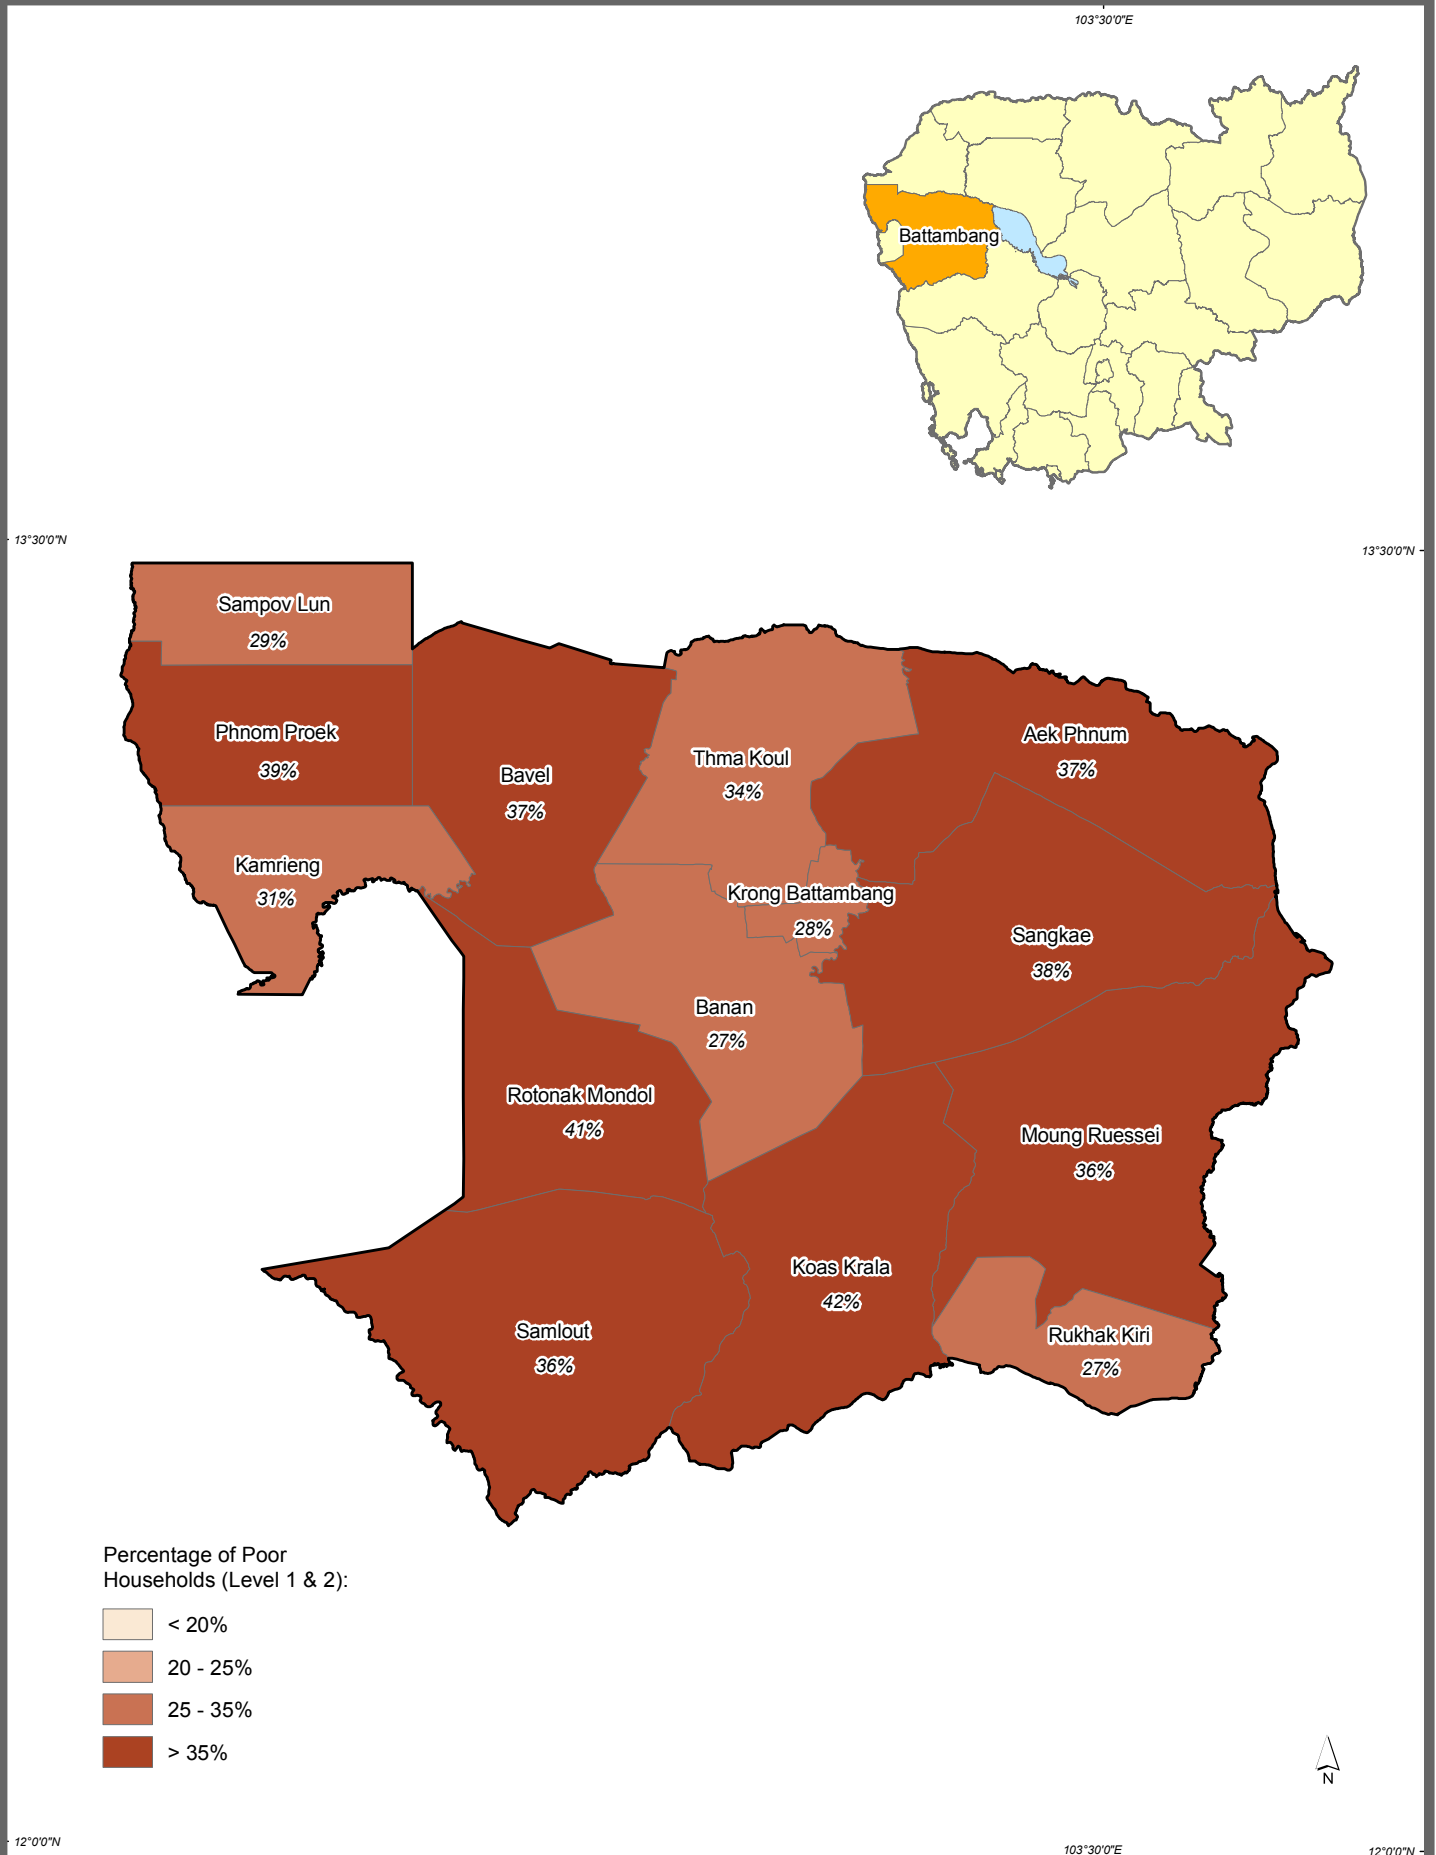 103°30'0"E
Battambang
13°30'0"N
13°30'0"N
Sampov Lun
29%
Phnom Proek
39%
Bavel
37%
Thma Koul
34%
Aek Phnum
37%
Kamrieng
31%
Krong Battambang
28%
Sangkae
38%
Banan
27%
Rotonak Mondol
41%
Moung Ruessei
36%
Koas Krala
42%
Samlout
36%
Rukhak Kiri
27%
Percentage of Poor
Households (Level 1 & 2):
< 20%
20 - 25%
25 - 35%
> 35%
N
12°0'0"N
103°30'0"E
12°0'0"N